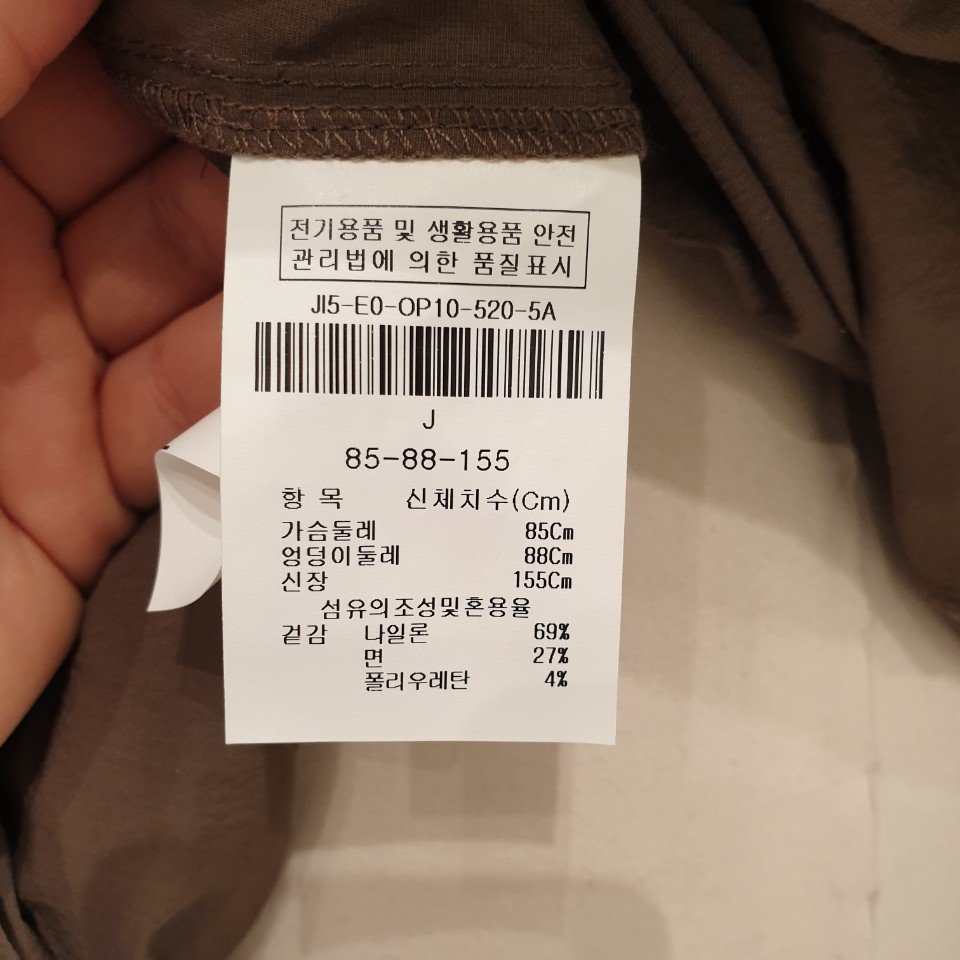 전기용품 및 생활용품 안전
관리법에 의한 품질표시
JI5-E0-OP10-520-5A
J
85-88-155
항 목 신체치수(Cm)
가슴둘레 85Cm
엉덩이둘레 88Cm
신장 155Cm
섬유의조성및혼용율
겉감 나일론 69%
면 27%
폴리우레탄 4%